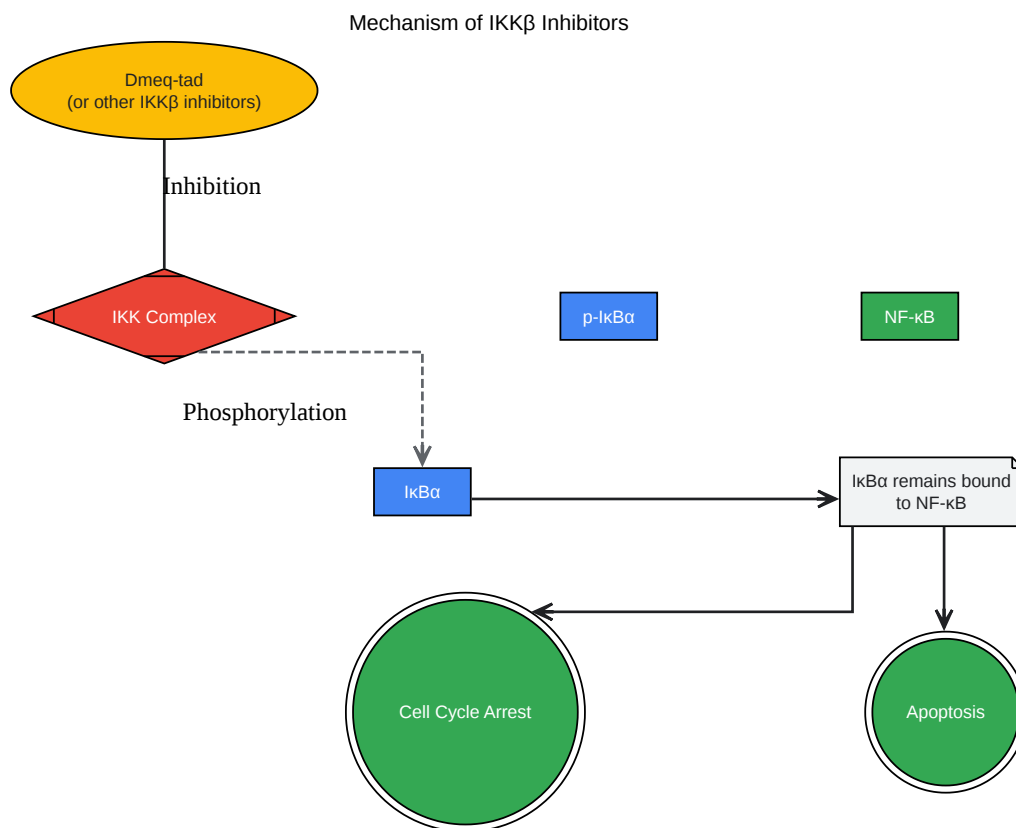 Mechanism of IKKβ Inhibitors
Dmeq-tad
(or other IKKβ inhibitors)
Inhibition
IKK Complex
p-IκBα
NF-κB
Phosphorylation
IκBα
IκBα remains bound
to NF-κB
Cell Cycle Arrest
Apoptosis